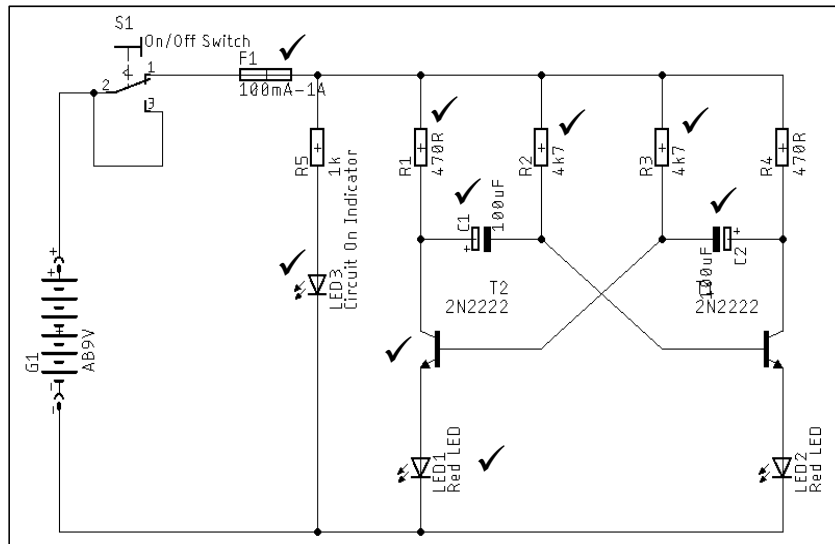 S1
On/Off Switch
F1
100mA-1A
1
2
3
R5
1k
Circuit On Indicator
LED3
R1
470R
R2
4k7
R3
4k7
R4
470R
C1
100uF
+
100uF
C2
+
T2
2N2222
2N2222
G1
AB9V
+
+
-
-
LED1
Red LED
LED2
Red LED